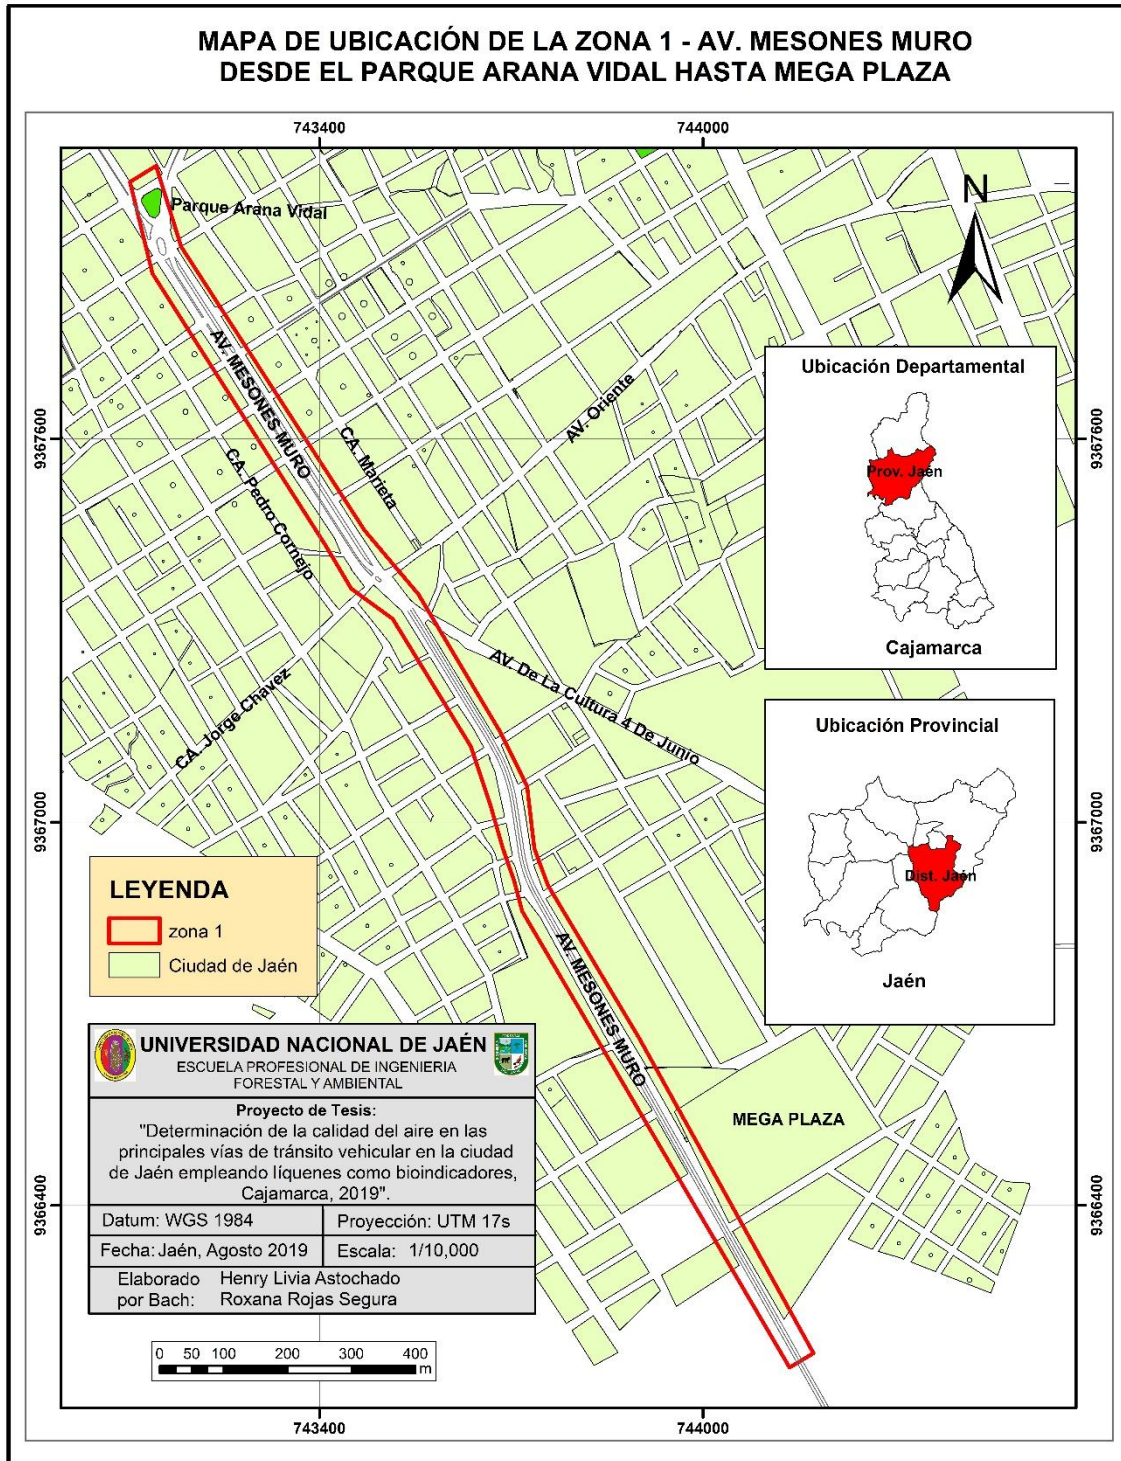 MAPA DE UBICACIÓN DE LA ZONA 1 - AV. MESONES MURO
DESDE EL PARQUE ARANA VIDAL HASTA MEGA PLAZA
743400
744000
N
Parque Arana Vidal
Ubicación Departamental
Prov. Jaén
Cajamarca
9367600
9367600
AV. MESONES MURO
AV. Oriente
CA. Marieta
CA. Pedro Cornejo
AV. De La Cultura 4 De Junio
CA. Jorge Chavez
Ubicación Provincial
Dist. Jaén
Jaén
9367000
9367000
LEYENDA
zona 1
Ciudad de Jaén
AV. MESONES MURO
MEGA PLAZA
UNIVERSIDAD NACIONAL DE JAÉN
ESCUELA PROFESIONAL DE INGENIERIA
FORESTAL Y AMBIENTAL
Proyecto de Tesis:
"Determinación de la calidad del aire en las
principales vías de tránsito vehicular en la ciudad
de Jaén empleando líquenes como bioindicadores,
Cajamarca, 2019".
Datum: WGS 1984 Proyección: UTM 17s
Fecha: Jaén, Agosto 2019 Escala: 1/10,000
Elaborado Henry Livia Astochado
por Bach: Roxana Rojas Segura
9366400
9366400
0 50 100 200 300 400
m
743400
744000